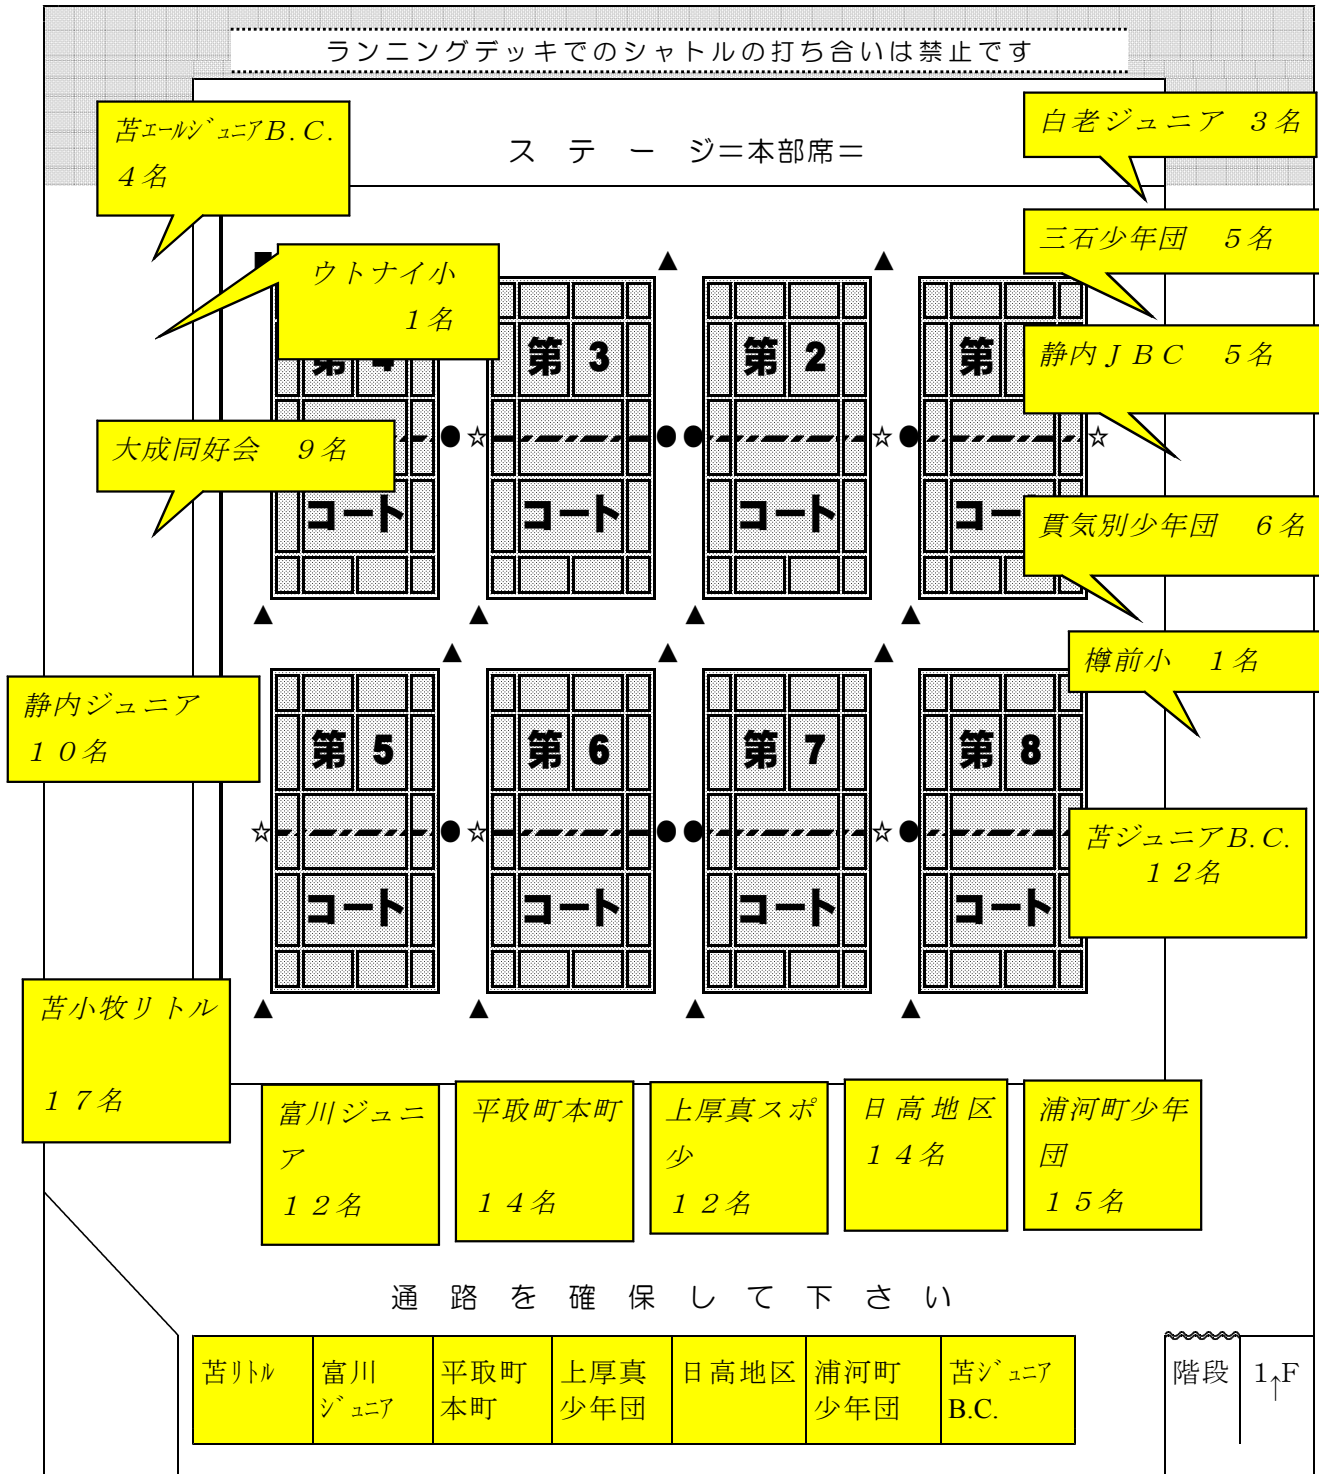 ランニングデッキでのシャトルの打ち合いは禁止です
ステージ=本部席=
苫エールジュニアB.C.
4名
白老ジュニア 3名
ウトナイ小
1名
三石少年団 5名
静内JBC 5名
大成同好会 9名
貫気別少年団 6名
樽前小 1名
第4
コート
第3
コート
第2
コート
第
コート
静内ジュニア
10名
第5
コート
第6
コート
第7
コート
第8
コート
苫ジュニアB.C.
12名
苫小牧リトル
17名
富川ジュニ
ア
12名
平取町本町
14名
上厚真スポ
少
12名
日高地区
14名
浦河町少年
団
15名
通路を確保して下さい
苫リトル
富川
ジュニア
平取町
本町
上厚真
少年団
日高地区
浦河町
少年団
苫ジュニア
B.C.
階段
1↑F